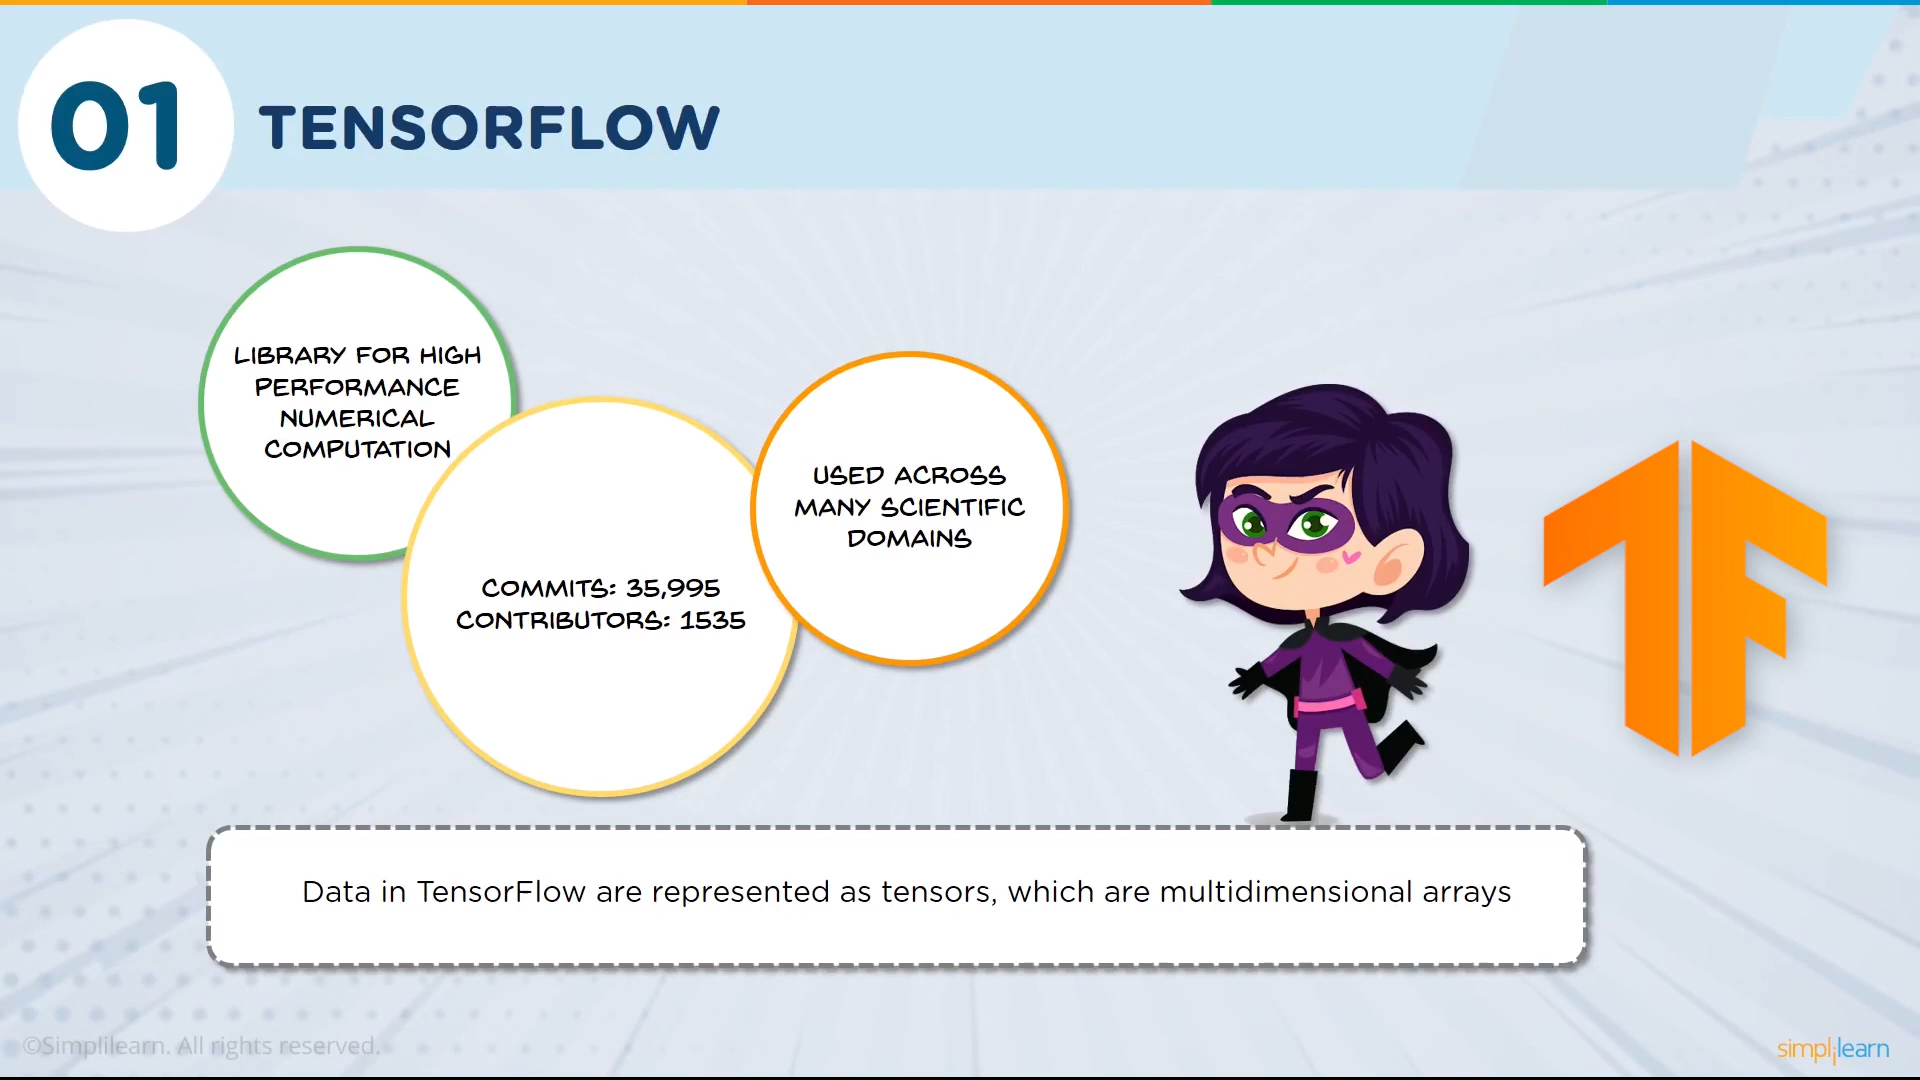 01
TENSORFLOW
LIBRARY FOR HIGH
PERFORMANCE
NUMERICAL
COMPUTATION
COMMITS: 35,995
CONTRIBUTORS: 1535
USED ACROSS
MANY SCIENTIFIC
DOMAINS
Data in TensorFlow are represented as tensors, which are multidimensional arrays
©Simplilearn. All rights reserved.
simplilearn